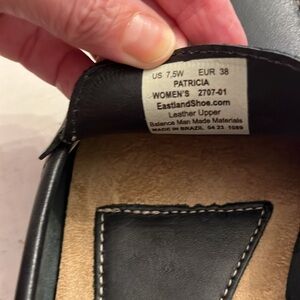 US 7.5W EUR 38
PATRICIA
WOMEN'S 2707-01
EastlandShoe.com
Leather Upper
Balance Man Made Materials
MADE IN BRAZIL 04 23 1089